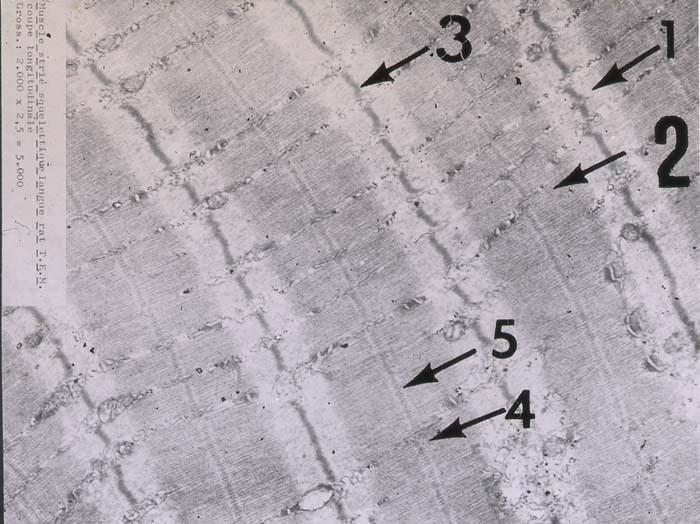 Muscle strié squelettique langue rat T.E.M.
coupe longitudinale
Gross.: 2.000 x 2,5 = 5.000
3
1
2
5
4